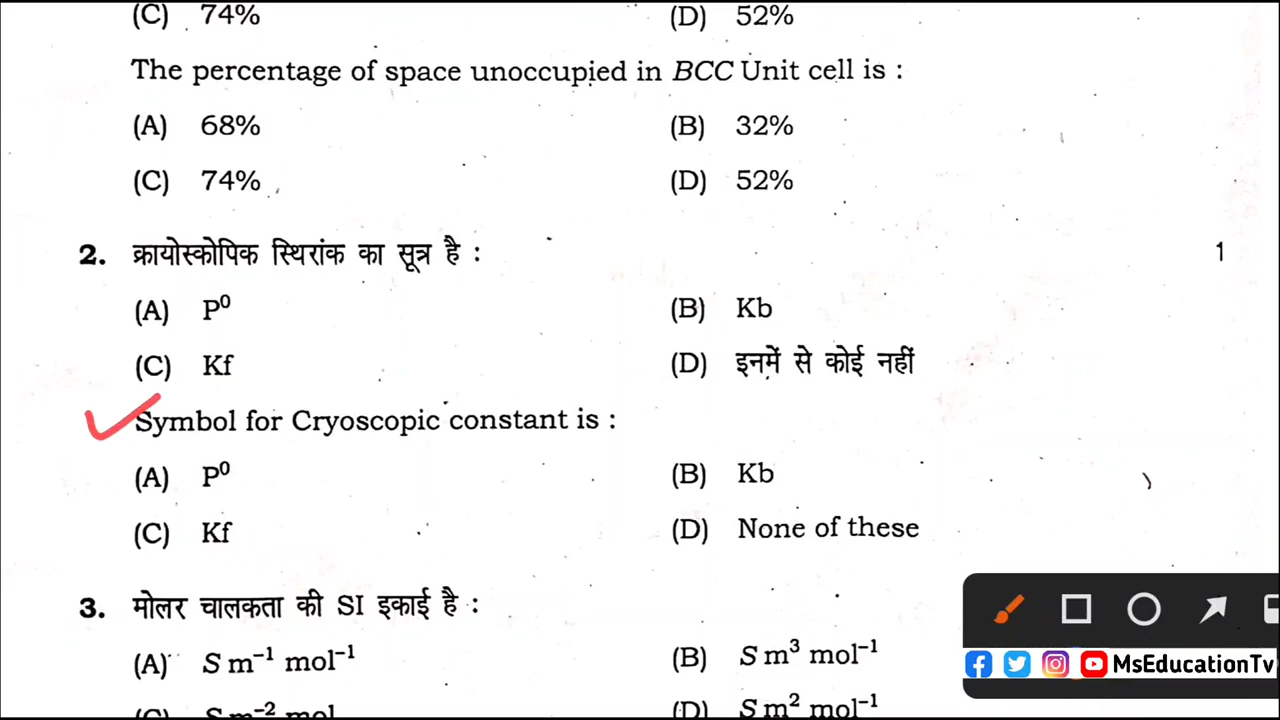 (C) 74% (D) 52%
The percentage of space unoccupied in BCC Unit cell is :
(A) 68% (B) 32%
(C) 74% (D) 52%
2. क्रायोस्कोपिक स्थिरांक का सूत्र है : 1
(A) P⁰ (B) Kb
(C) Kf (D) इनमें से कोई नहीं
Symbol for Cryoscopic constant is :
(A) P⁰ (B) Kb
(C) Kf (D) None of these
3. मोलर चालकता की SI इकाई है :
(A) S m⁻¹ mol⁻¹ (B) S m³ mol⁻¹
(C) S m⁻² mol (D) S m² mol⁻¹
MsEducationTv